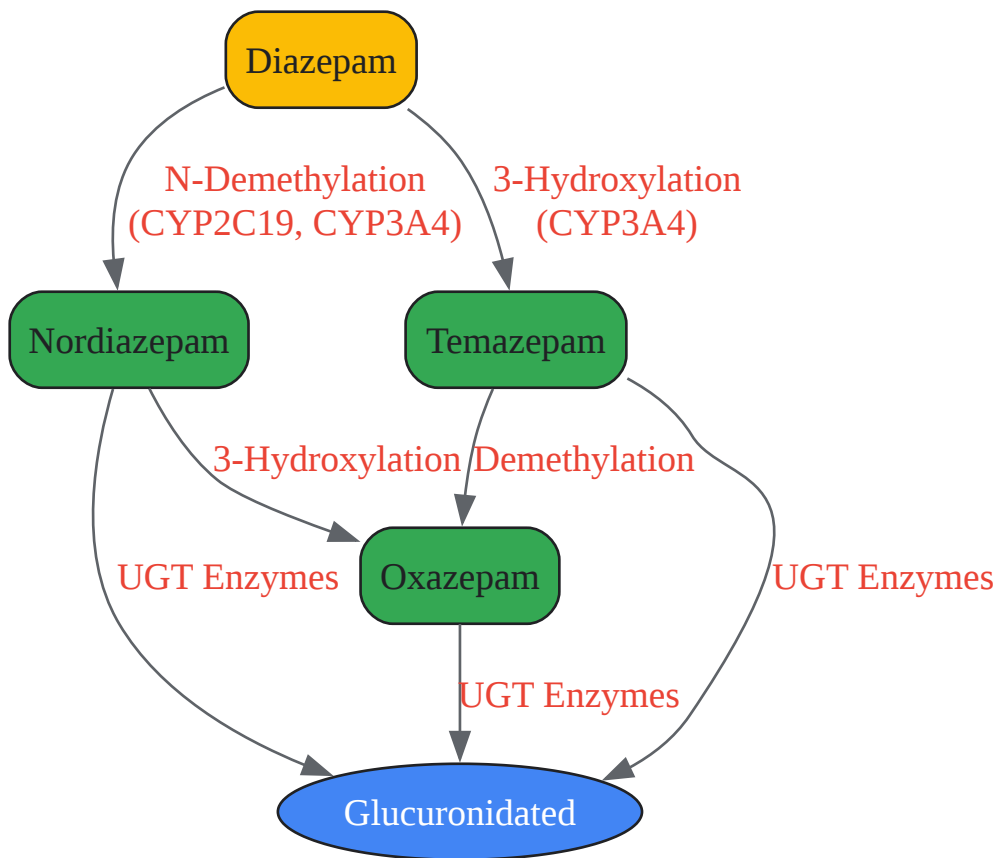 Diazepam
N-Demethylation
(CYP2C19, CYP3A4)
3-Hydroxylation
(CYP3A4)
Nordiazepam
Temazepam
3-Hydroxylation
Demethylation
UGT Enzymes
Oxazepam
UGT Enzymes
UGT Enzymes
Glucuronidated